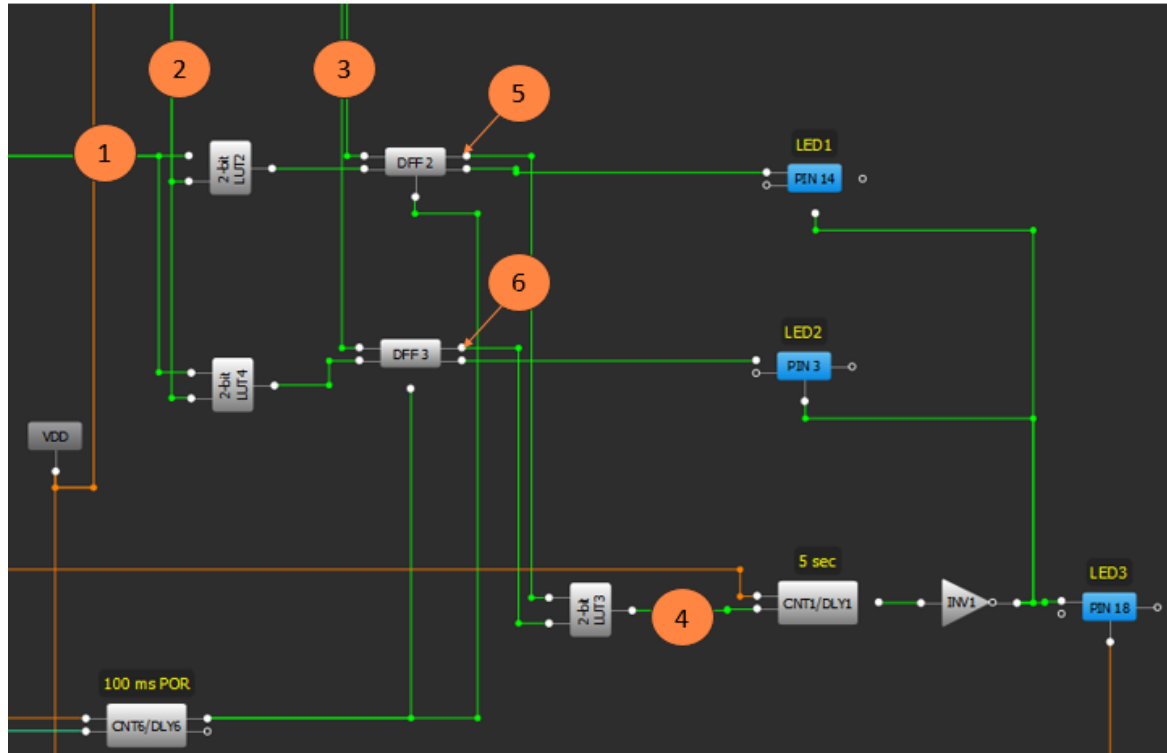 2
3
5
1
2-bit
LUT2
DFF 2
LED1
PIN 14
6
LED2
2-bit
LUT4
DFF 3
PIN 3
VDD
5 sec
LED3
2-bit
LUT3
4
CNT1/DLY1
INV1
PIN 18
100 ms POR
CNT6/DLY6